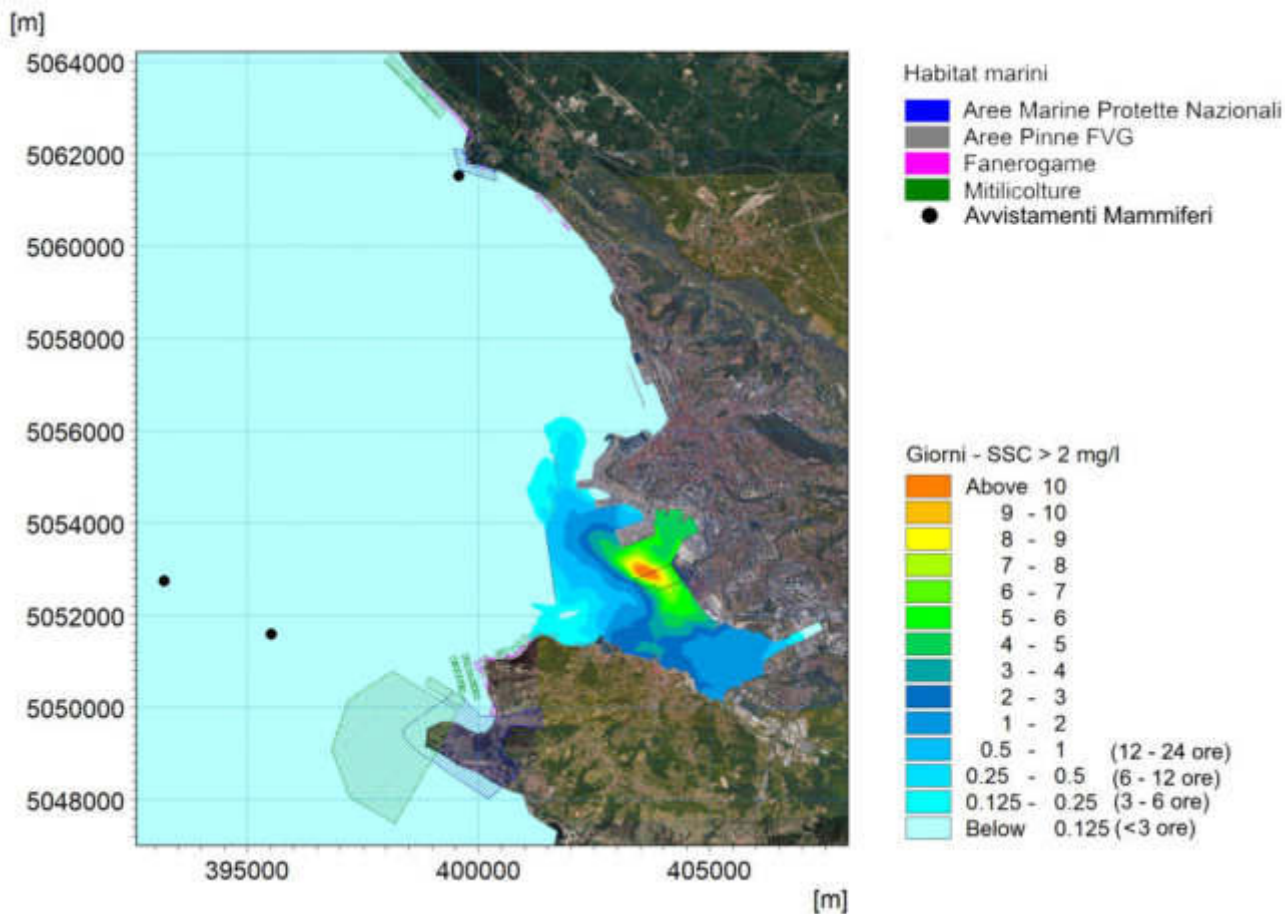 [m]
5064000
5062000
5060000
5058000
5056000
5054000
5052000
5050000
5048000
395000
400000
405000
[m]
Habitat marini
Aree Marine Protette Nazionali
Aree Pinne FVG
Fanerogame
Mitilicolture
Avvistamenti Mammiferi
Giorni - SSC > 2 mg/l
Above 10
9 - 10
8 - 9
7 - 8
6 - 7
5 - 6
4 - 5
3 - 4
2 - 3
1 - 2
0.5 - 1 (12 - 24 ore)
0.25 - 0.5 (6 - 12 ore)
0.125 - 0.25 (3 - 6 ore)
Below 0.125 (<3 ore)